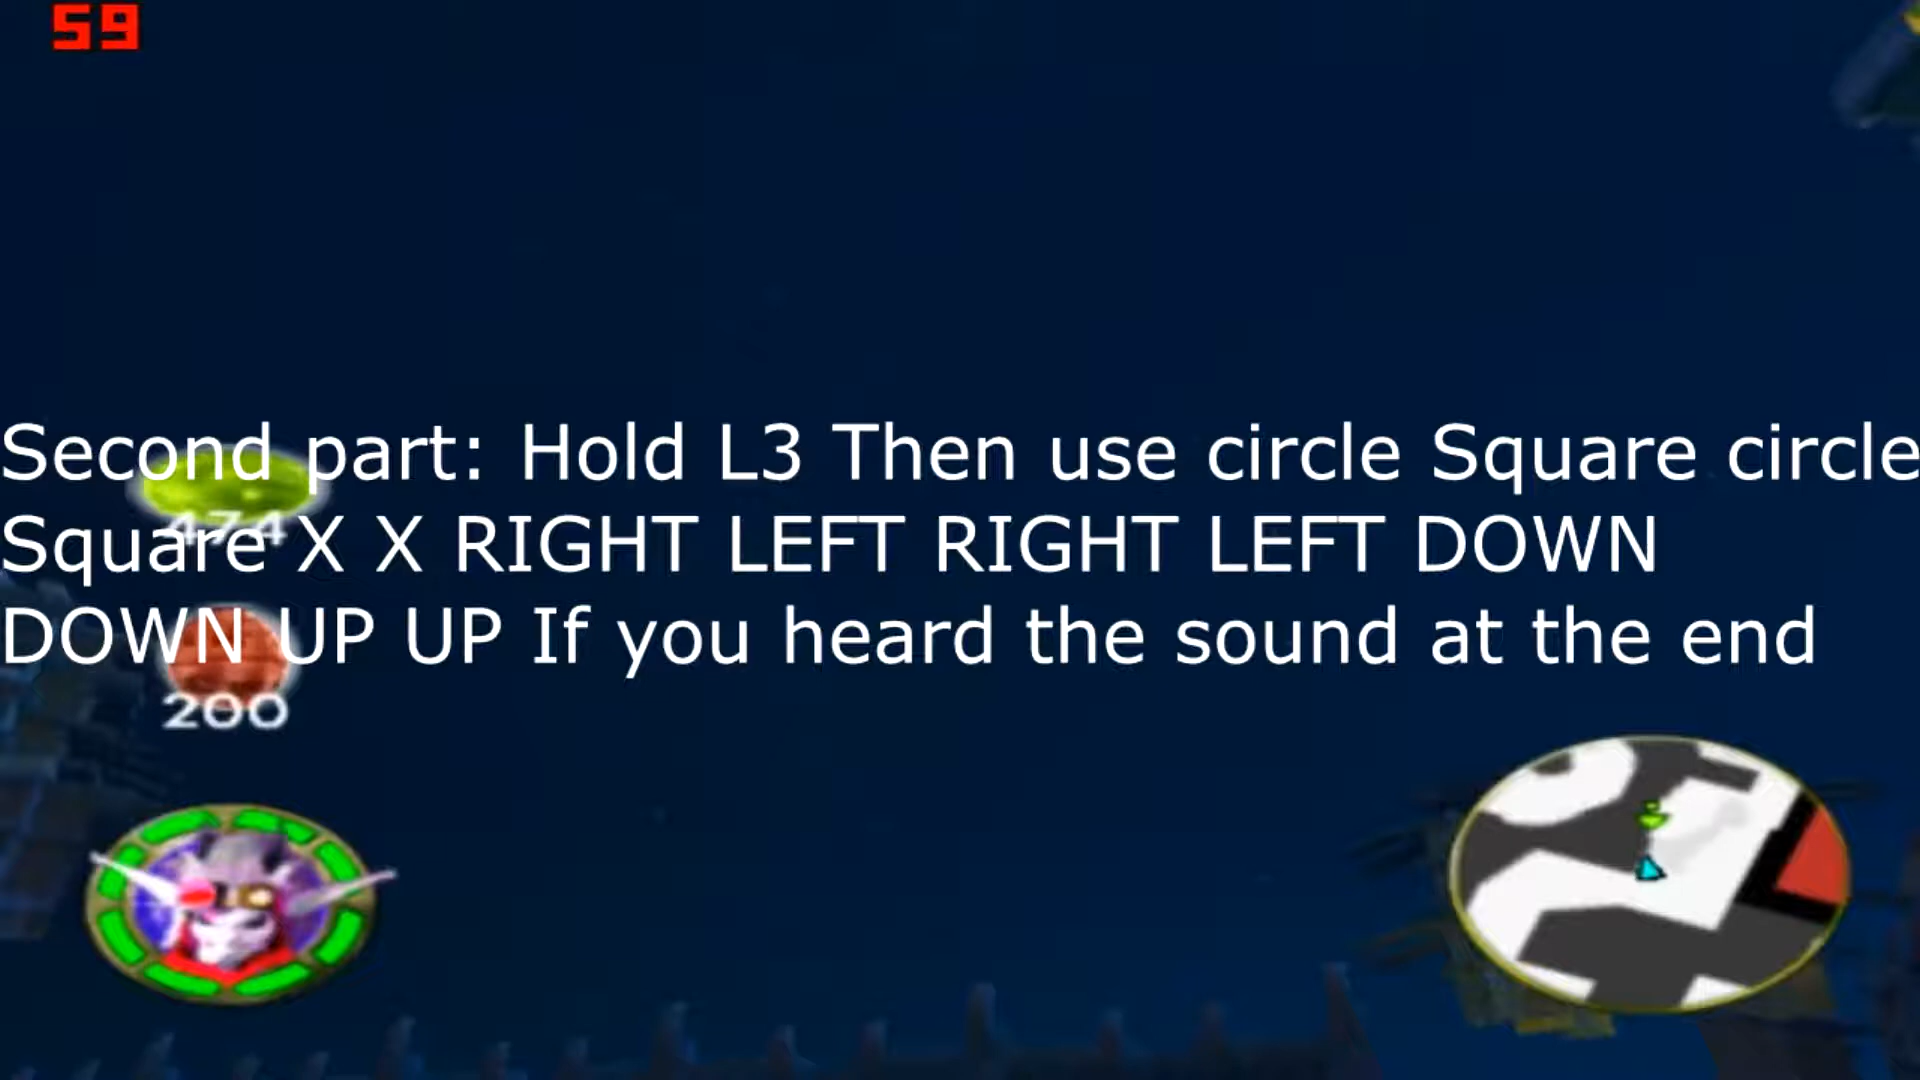 59
Second part: Hold L3 Then use circle Square circle
Square X X RIGHT LEFT RIGHT LEFT DOWN
DOWN UP UP If you heard the sound at the end
474
200